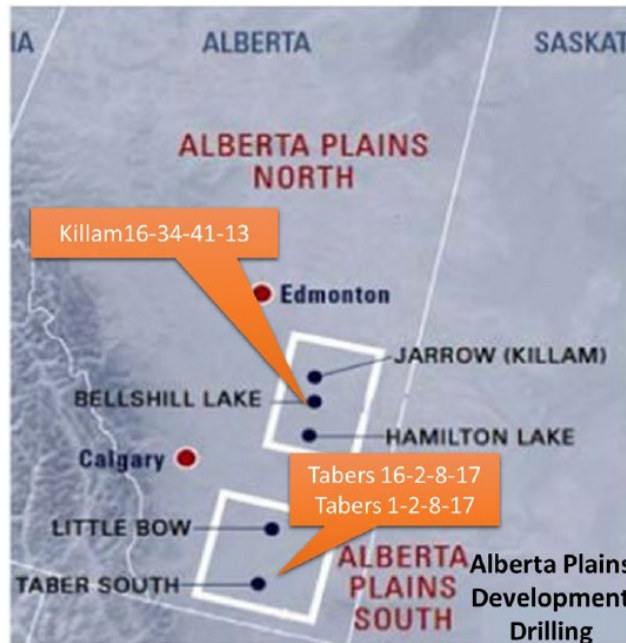 IA
ALBERTA
SASKAT
ALBERTA PLAINS
NORTH
Killam16-34-41-13
Edmonton
JARROW (KILLAM)
BELLSHILL LAKE
HAMILTON LAKE
Calgary
Tabers 16-2-8-17
Tabers 1-2-8-17
LITTLE BOW
TABER SOUTH
ALBERTA
PLAINS
SOUTH
Alberta Plains
Development
Drilling